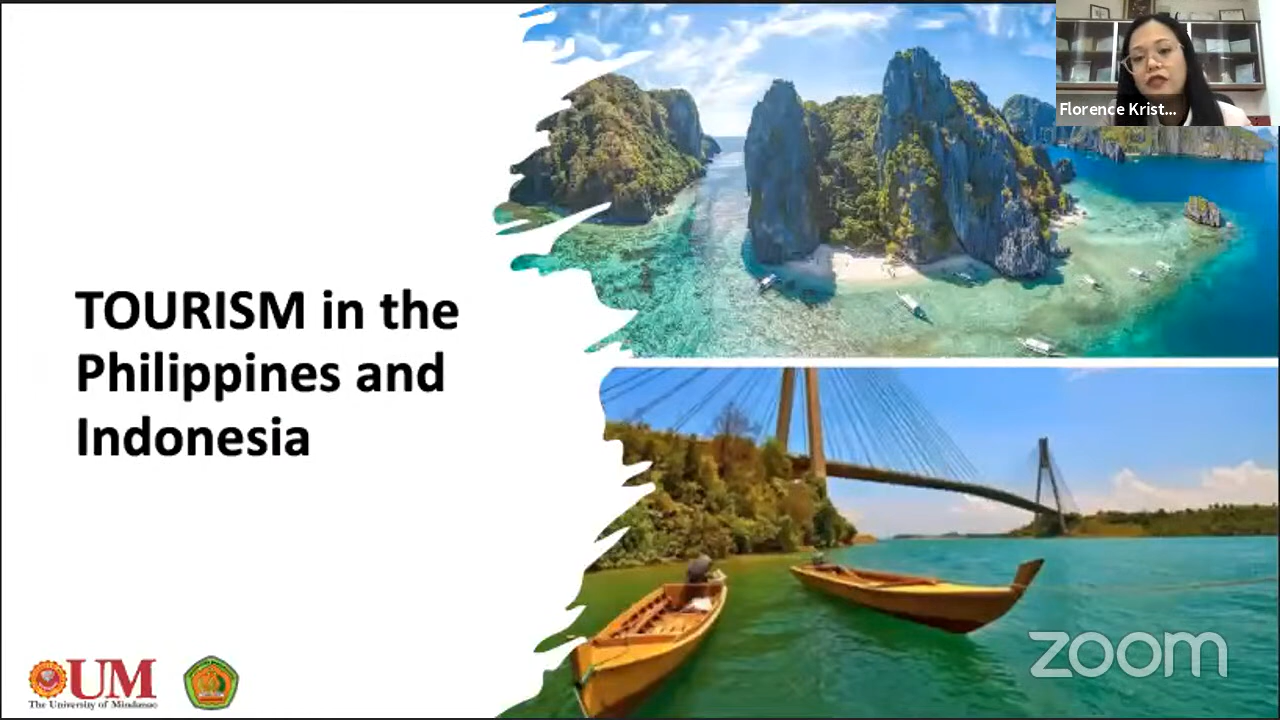 Florence Krist...
TOURISM in the
Philippines and
Indonesia
zoom
UM
The University of Mindanao